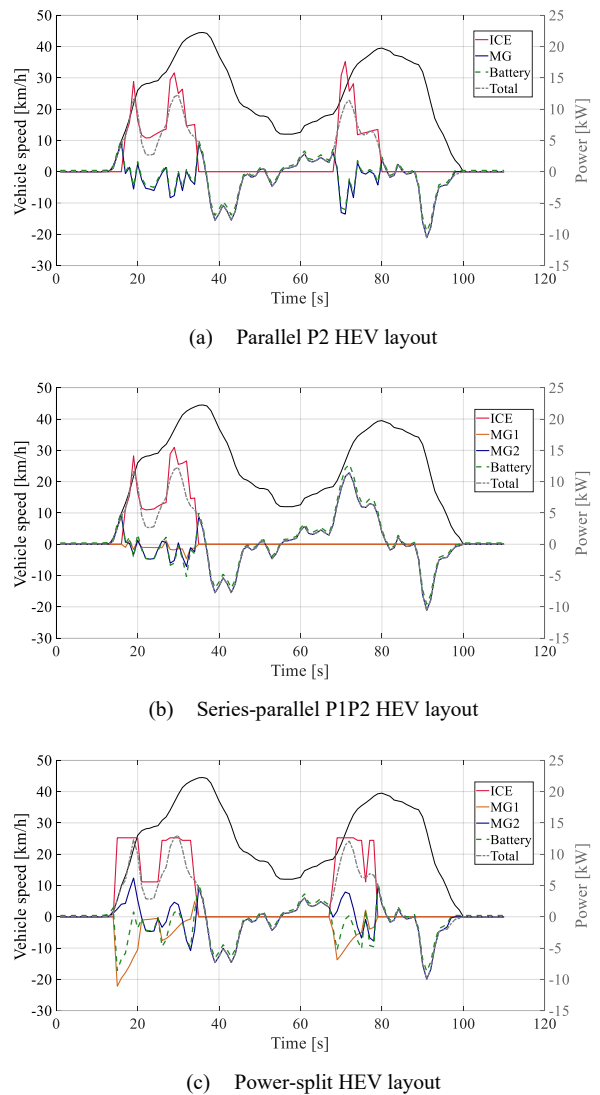 50
40
30
20
10
0
-10
-20
-30
Vehicle speed [km/h]
25
20
15
10
5
0
-5
-10
-15
Power [kW]
ICE
MG
Battery
Total
0 20 40 60 80 100 120
Time [s]
(a) Parallel P2 HEV layout
50
40
30
20
10
0
-10
-20
-30
Vehicle speed [km/h]
25
20
15
10
5
0
-5
-10
-15
Power [kW]
ICE
MG1
MG2
Battery
Total
0 20 40 60 80 100 120
Time [s]
(b) Series-parallel P1P2 HEV layout
50
40
30
20
10
0
-10
-20
-30
Vehicle speed [km/h]
25
20
15
10
5
0
-5
-10
-15
Power [kW]
ICE
MG1
MG2
Battery
Total
0 20 40 60 80 100 120
Time [s]
(c) Power-split HEV layout